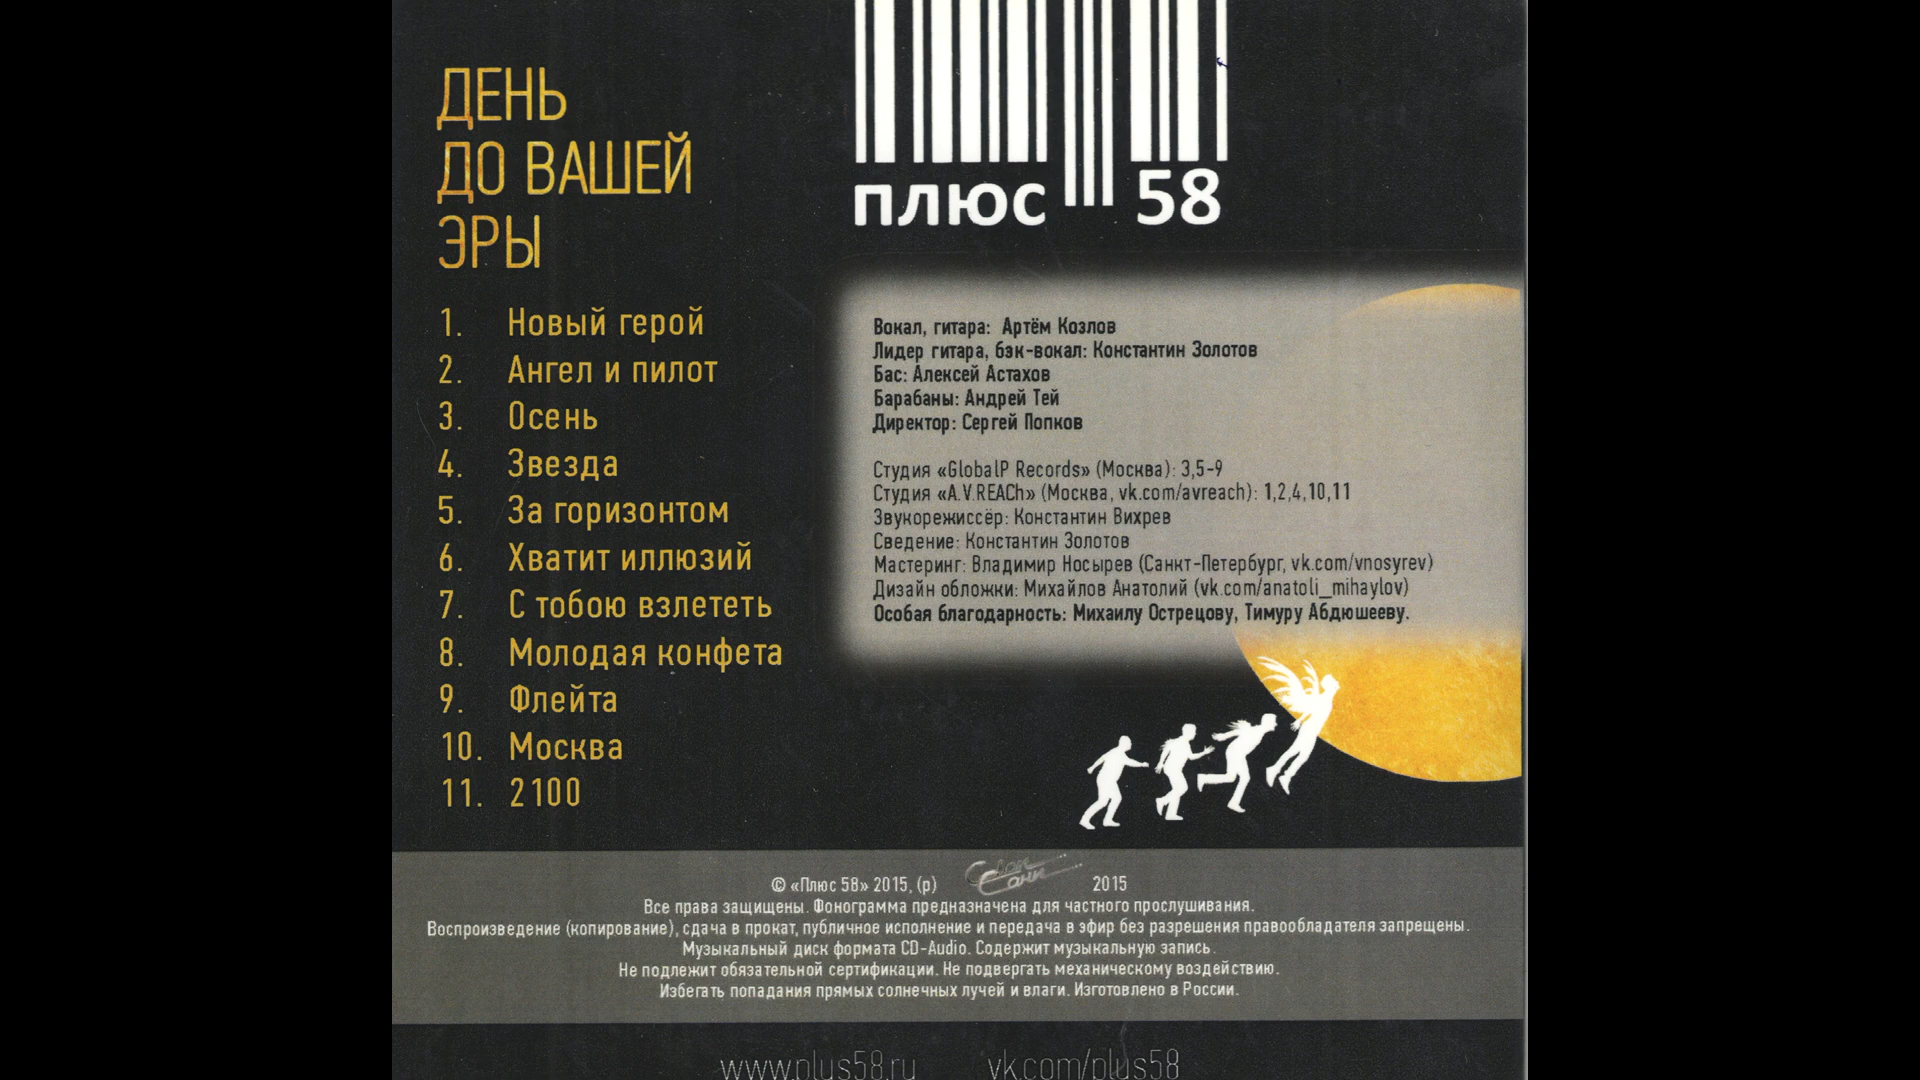 ДЕНЬ
ДО ВАШЕЙ
ЭРЫ
1. Новый герой
2. Ангел и пилот
3. Осень
4. Звезда
5. За горизонтом
6. Хватит иллюзий
7. С тобою взлететь
8. Молодая конфета
9. Флейта
10. Москва
11. 2100
плюс 58
Вокал, гитара: Артём Козлов
Лидер гитара, бэк-вокал: Константин Золотов
Бас: Алексей Астахов
Барабаны: Андрей Тей
Директор: Сергей Попков
Студия «GlobalP Records» (Москва): 3,5-9
Студия «A.V.REACh» (Москва, vk.com/avreach): 1,2,4,10,11
Звукорежиссёр: Константин Вихрев
Сведение: Константин Золотов
Мастеринг: Владимир Носырев (Санкт-Петербург, vk.com/vnosyrev)
Дизайн обложки: Михайлов Анатолий (vk.com/anatoli_mihaylov)
Особая благодарность: Михаилу Острецову, Тимуру Абдюшееву.
© «Плюс 58» 2015, (p) 2015
Все права защищены. Фонограмма предназначена для частного прослушивания.
Воспроизведение (копирование), сдача в прокат, публичное исполнение и передача в эфир без разрешения правообладателя запрещены.
Музыкальный диск формата CD-Audio. Содержит музыкальную запись.
Не подлежит обязательной сертификации. Не подвергать механическому воздействию.
Избегать попадания прямых солнечных лучей и влаги. Изготовлено в России.
www.plus58.ru vk.com/plus58